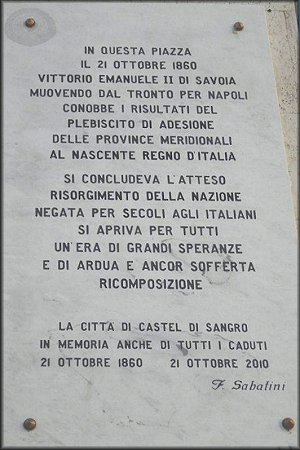 IN QUESTA PIAZZA
IL 21 OTTOBRE 1860
VITTORIO EMANUELE II DI SAVOIA
MUOVENDO DAL TRONTO PER NAPOLI
CONOBBE I RISULTATI DEL
PLEBISCITO DI ADESIONE
DELLE PROVINCE MERIDIONALI
AL NASCENTE REGNO D'ITALIA
SI CONCLUDEVA L'ATTESO
RISORGIMENTO DELLA NAZIONE
NEGATA PER SECOLI AGLI ITALIANI
SI APRIVA PER TUTTI
UN'ERA DI GRANDI SPERANZE
E DI ARDUA E ANCOR SOFFERTA
RICOMPOSIZIONE
LA CITTÀ DI CASTEL DI SANGRO
IN MEMORIA ANCHE DI TUTTI I CADUTI
21 OTTOBRE 1860 21 OTTOBRE 2010
F. Sabatini